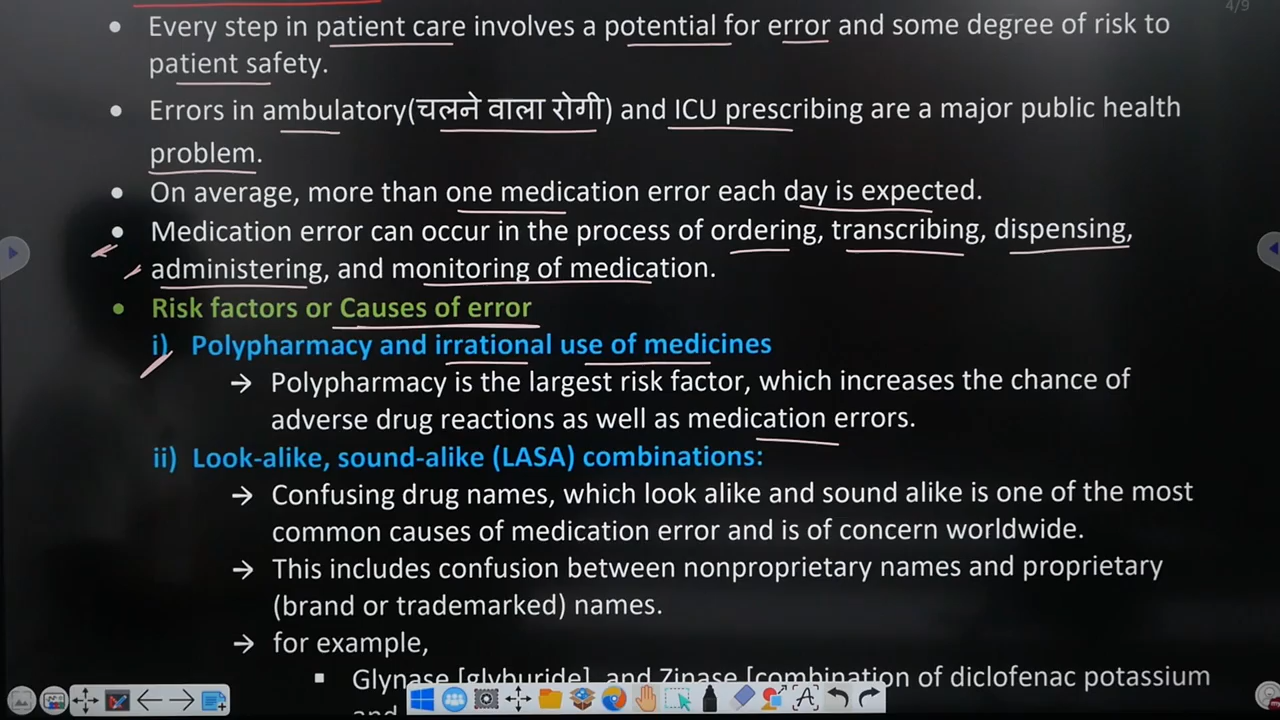 4/9
• Every step in patient care involves a potential for error and some degree of risk to
patient safety.
• Errors in ambulatory(चलने वाला रोगी) and ICU prescribing are a major public health
problem.
• On average, more than one medication error each day is expected.
• Medication error can occur in the process of ordering, transcribing, dispensing,
administering, and monitoring of medication.
• Risk factors or Causes of error
i) Polypharmacy and irrational use of medicines
→ Polypharmacy is the largest risk factor, which increases the chance of
adverse drug reactions as well as medication errors.
ii) Look-alike, sound-alike (LASA) combinations:
→ Confusing drug names, which look alike and sound alike is one of the most
common causes of medication error and is of concern worldwide.
→ This includes confusion between nonproprietary names and proprietary
(brand or trademarked) names.
→ for example,
▪ Glynase [glyburide], and Zinase [combination of diclofenac potassium
and